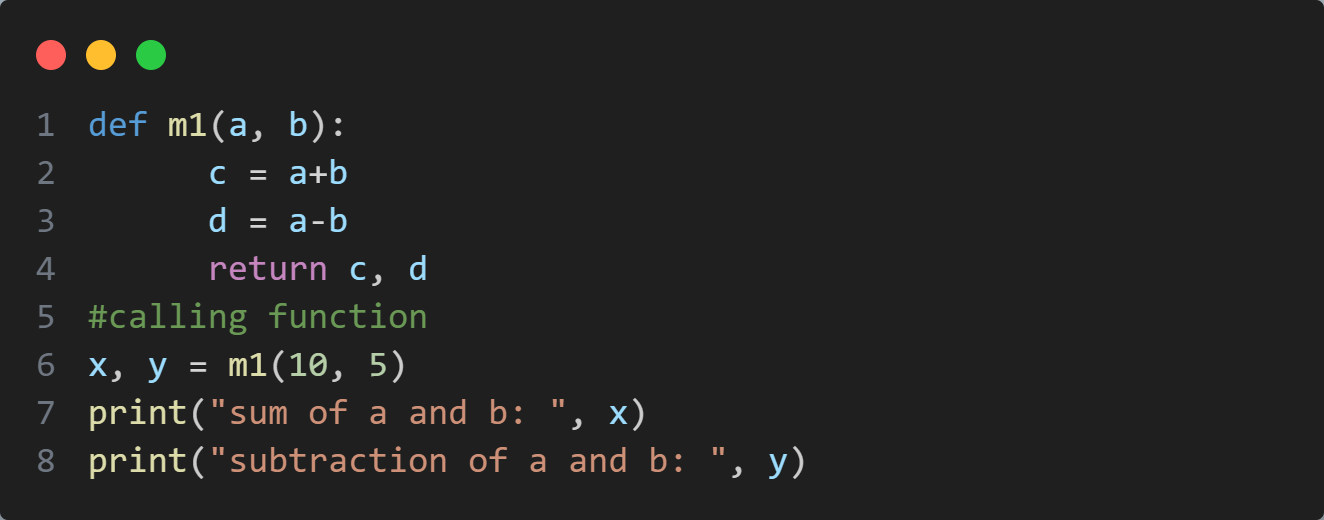 1 def m1(a, b):
2       c = a+b
3       d = a-b
4       return c, d
5 #calling function
6 x, y = m1(10, 5)
7 print("sum of a and b: ", x)
8 print("subtraction of a and b: ", y)